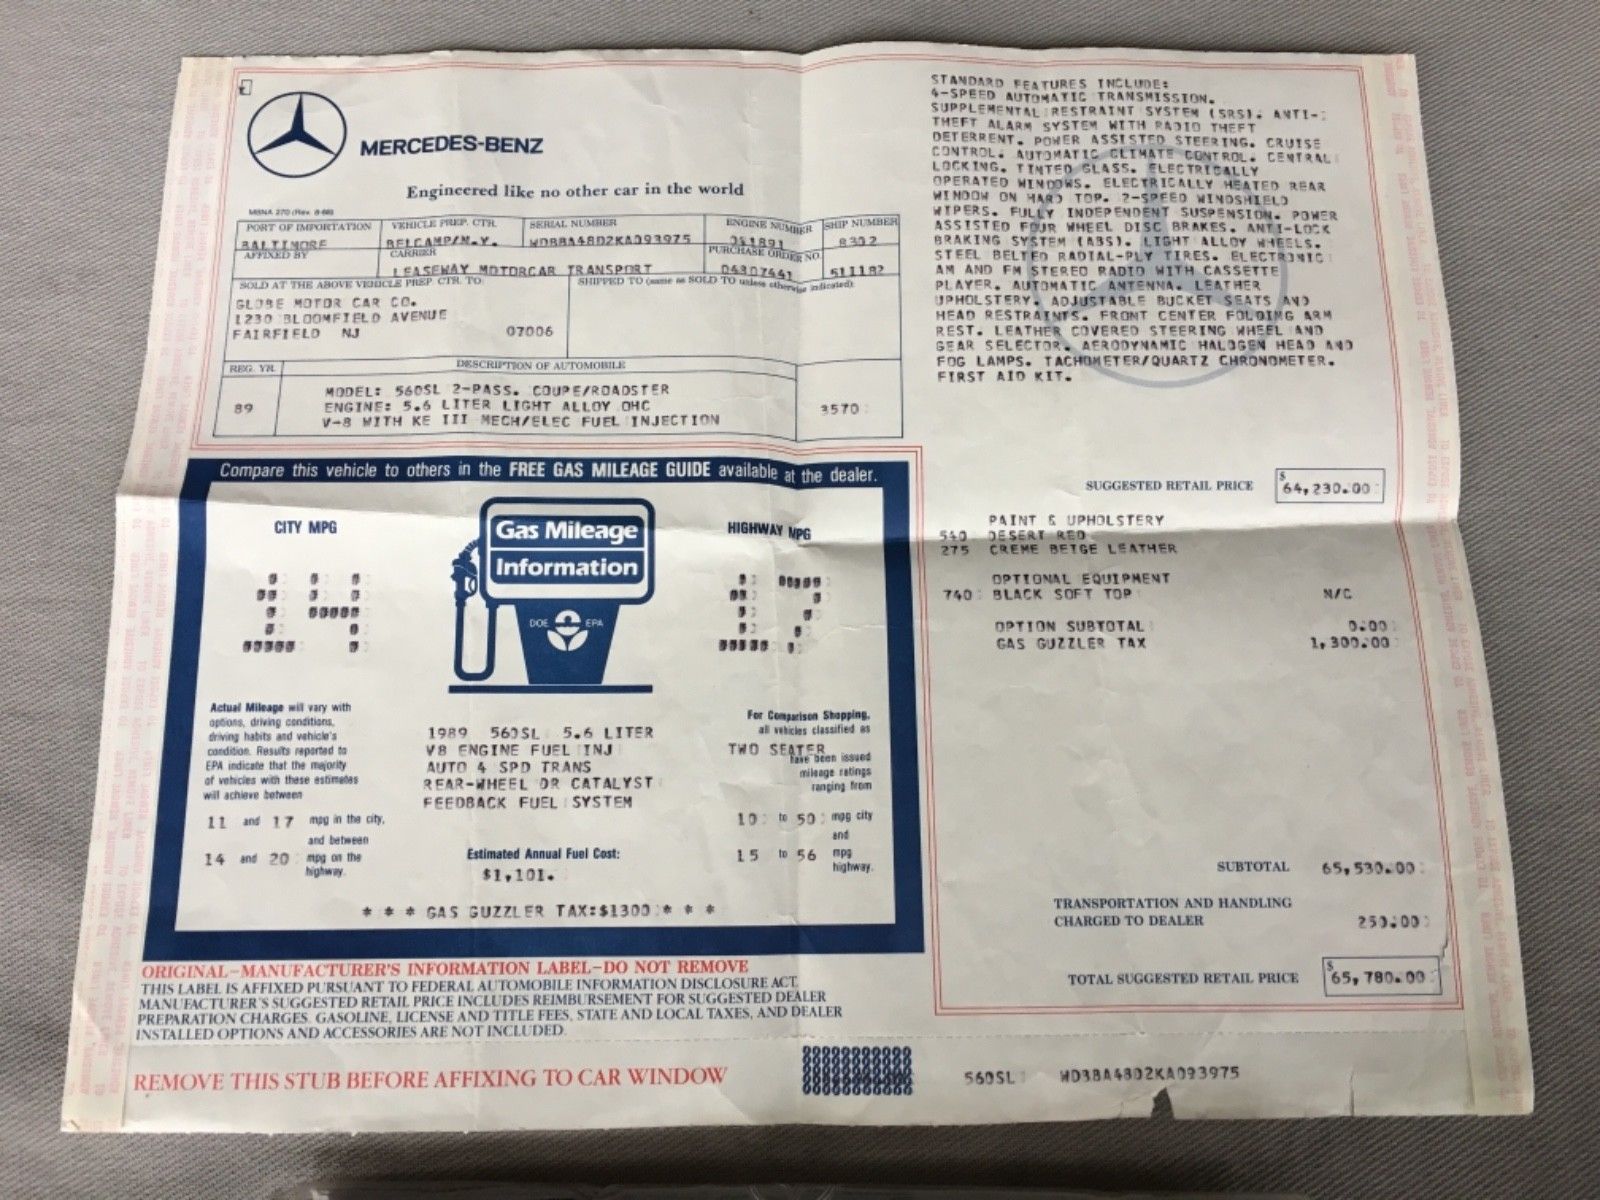 MERCEDES-BENZ
Engineered like no other car in the world
MBNA 270 (Rev. 8-88)
PORT OF IMPORTATION VEHICLE PREP. CTR. SERIAL NUMBER ENGINE NUMBER SHIP NUMBER
BALTIMORE BELCAMP/N.Y. WDBBA48D2KA093975 051891 8302
AFFIXED BY CARRIER PURCHASE ORDER NO.
LEASEWAY MOTORCAR TRANSPORT 04307441 511182
SOLD AT THE ABOVE VEHICLE PREP CTR. TO: SHIPPED TO (same as SOLD TO unless otherwise indicated):
GLOBE MOTOR CAR CO.
1230 BLOOMFIELD AVENUE
FAIRFIELD NJ 07006
REG. YR. DESCRIPTION OF AUTOMOBILE
MODEL: 560SL 2-PASS. COUPE/ROADSTER
89 ENGINE: 5.6 LITER LIGHT ALLOY OHC 3570
V-8 WITH KE III MECH/ELEC FUEL INJECTION
STANDARD FEATURES INCLUDE:
4-SPEED AUTOMATIC TRANSMISSION.
SUPPLEMENTAL RESTRAINT SYSTEM (SRS). ANTI-
THEFT ALARM SYSTEM WITH RADIO THEFT
DETERRENT. POWER ASSISTED STEERING. CRUISE
CONTROL. AUTOMATIC CLIMATE CONTROL. CENTRAL
LOCKING. TINTED GLASS. ELECTRICALLY
OPERATED WINDOWS. ELECTRICALLY HEATED REAR
WINDOW ON HARD TOP. 2-SPEED WINDSHIELD
WIPERS. FULLY INDEPENDENT SUSPENSION. POWER
ASSISTED FOUR WHEEL DISC BRAKES. ANTI-LOCK
BRAKING SYSTEM (ABS). LIGHT ALLOY WHEELS.
STEEL BELTED RADIAL-PLY TIRES. ELECTRONIC
AM AND FM STEREO RADIO WITH CASSETTE
PLAYER. AUTOMATIC ANTENNA. LEATHER
UPHOLSTERY. ADJUSTABLE BUCKET SEATS AND
HEAD RESTRAINTS. FRONT CENTER FOLDING ARM
REST. LEATHER COVERED STEERING WHEEL AND
GEAR SELECTOR. AERODYNAMIC HALOGEN HEAD AND
FOG LAMPS. TACHOMETER/QUARTZ CHRONOMETER.
FIRST AID KIT.
SUGGESTED RETAIL PRICE $ 64,230.00
PAINT & UPHOLSTERY
540 DESERT RED
275 CREME BEIGE LEATHER
OPTIONAL EQUIPMENT
740 BLACK SOFT TOP N/C
OPTION SUBTOTAL 0.00
GAS GUZZLER TAX 1,300.00
SUBTOTAL 65,530.00
TRANSPORTATION AND HANDLING
CHARGED TO DEALER 250.00
TOTAL SUGGESTED RETAIL PRICE $ 65,780.00
Compare this vehicle to others in the FREE GAS MILEAGE GUIDE available at the dealer.
CITY MPG
14
Gas Mileage
Information
DOE EPA
HIGHWAY MPG
17
Actual Mileage will vary with
options, driving conditions,
driving habits and vehicle's
condition. Results reported to
EPA indicate that the majority
of vehicles with these estimates
will achieve between
11 and 17 mpg in the city,
and between
14 and 20 mpg on the
highway.
1989 560SL 5.6 LITER
V8 ENGINE FUEL INJ
AUTO 4 SPD TRANS
REAR-WHEEL DR CATALYST
FEEDBACK FUEL SYSTEM
Estimated Annual Fuel Cost:
$1,101.
For Comparison Shopping,
all vehicles classified as
TWO SEATER
have been issued
mileage ratings
ranging from
10 to 50 mpg city
and
15 to 56 mpg
highway.
* * * GAS GUZZLER TAX:$1300 * * *
ORIGINAL–MANUFACTURER'S INFORMATION LABEL–DO NOT REMOVE
THIS LABEL IS AFFIXED PURSUANT TO FEDERAL AUTOMOBILE INFORMATION DISCLOSURE ACT.
MANUFACTURER'S SUGGESTED RETAIL PRICE INCLUDES REIMBURSEMENT FOR SUGGESTED DEALER
PREPARATION CHARGES. GASOLINE, LICENSE AND TITLE FEES, STATE AND LOCAL TAXES, AND DEALER
INSTALLED OPTIONS AND ACCESSORIES ARE NOT INCLUDED.
REMOVE THIS STUB BEFORE AFFIXING TO CAR WINDOW
560SL WDBBA48D2KA093975